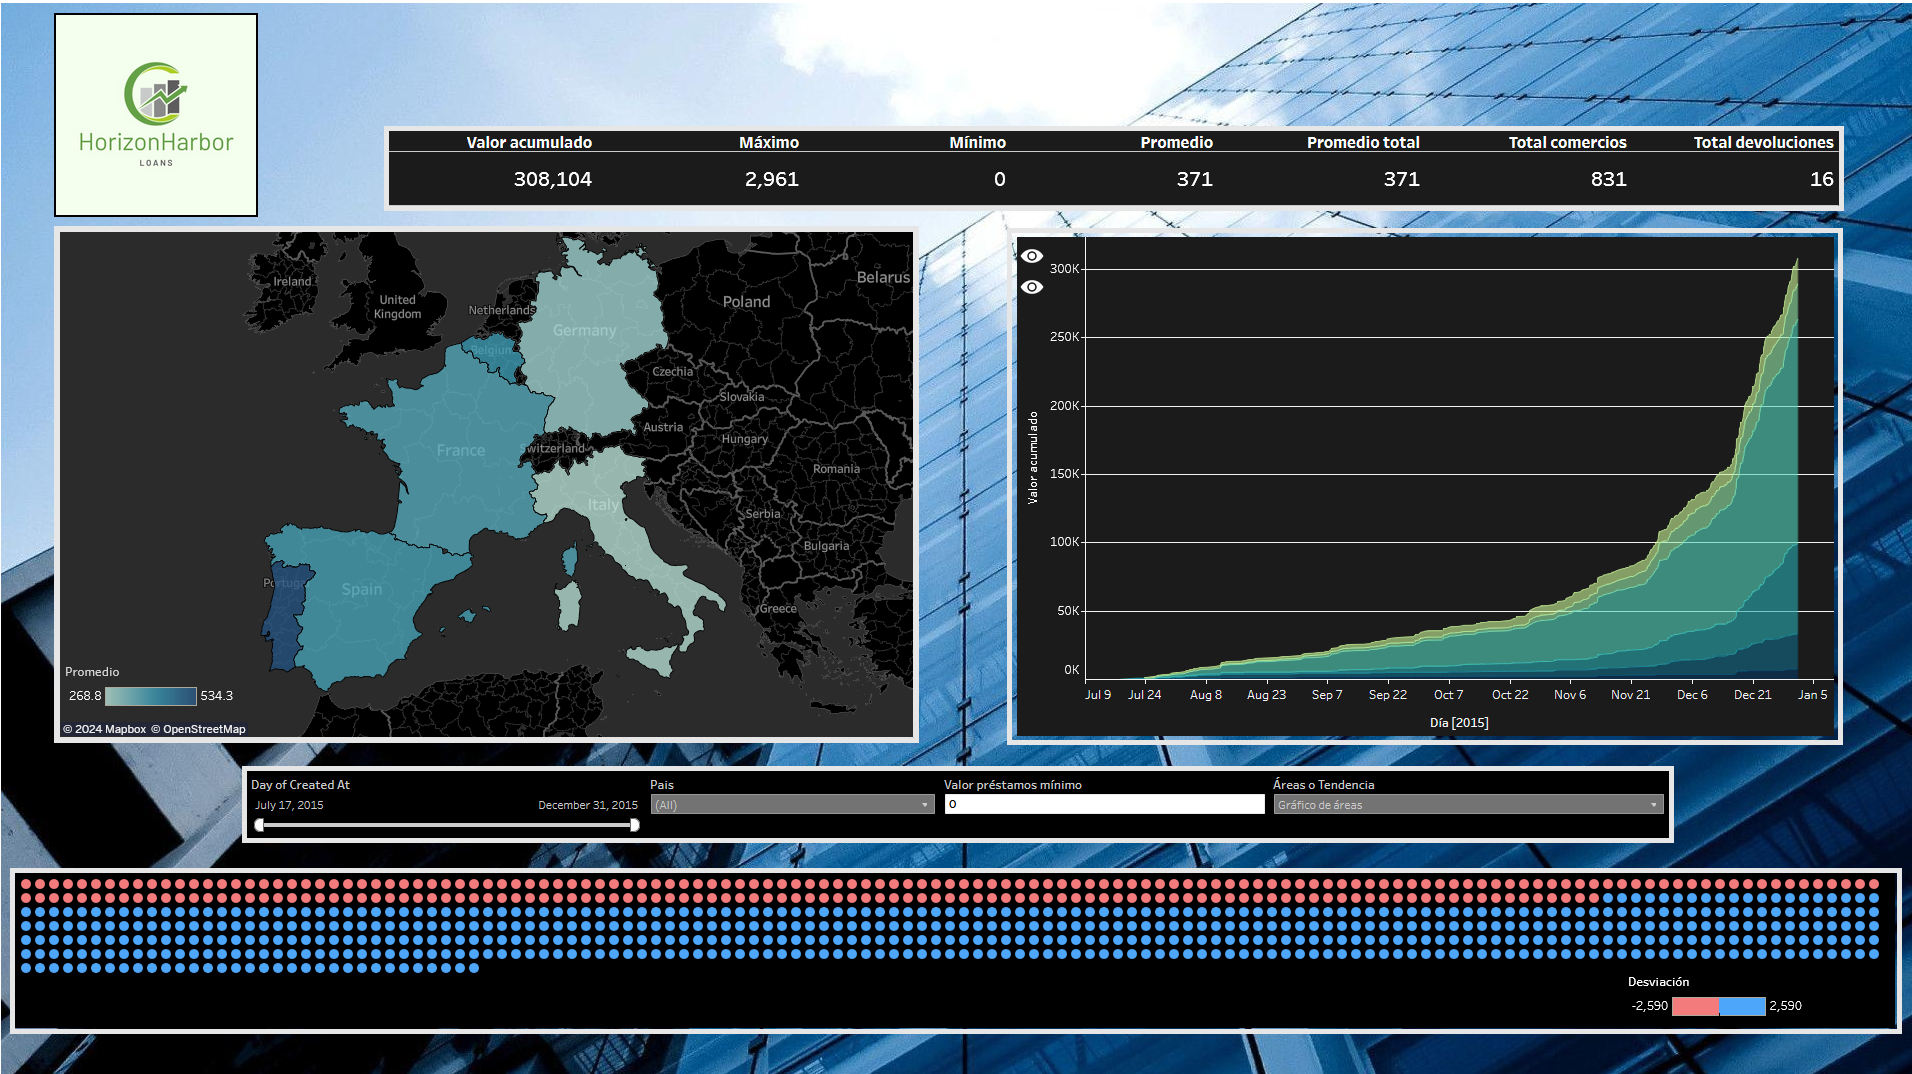 HorizonHarbor
LOANS
Valor acumulado Máximo Mínimo Promedio Promedio total Total comercios Total devoluciones
308,104 2,961 0 371 371 831 16
Ireland
United
Kingdom
Netherlands
Belgium
Germany
Poland
Belarus
Czechia
Slovakia
Austria
Hungary
Switzerland
France
Romania
Italy
Serbia
Bulgaria
Portugal
Spain
Greece
Promedio
268.8 534.3
© 2024 Mapbox © OpenStreetMap
Valor acumulado
300K
250K
200K
150K
100K
50K
0K
Jul 9 Jul 24 Aug 8 Aug 23 Sep 7 Sep 22 Oct 7 Oct 22 Nov 6 Nov 21 Dec 6 Dec 21 Jan 5
Día [2015]
Day of Created At
July 17, 2015 December 31, 2015
Pais
(All)
Valor préstamos mínimo
0
Áreas o Tendencia
Gráfico de áreas
Desviación
-2,590 2,590